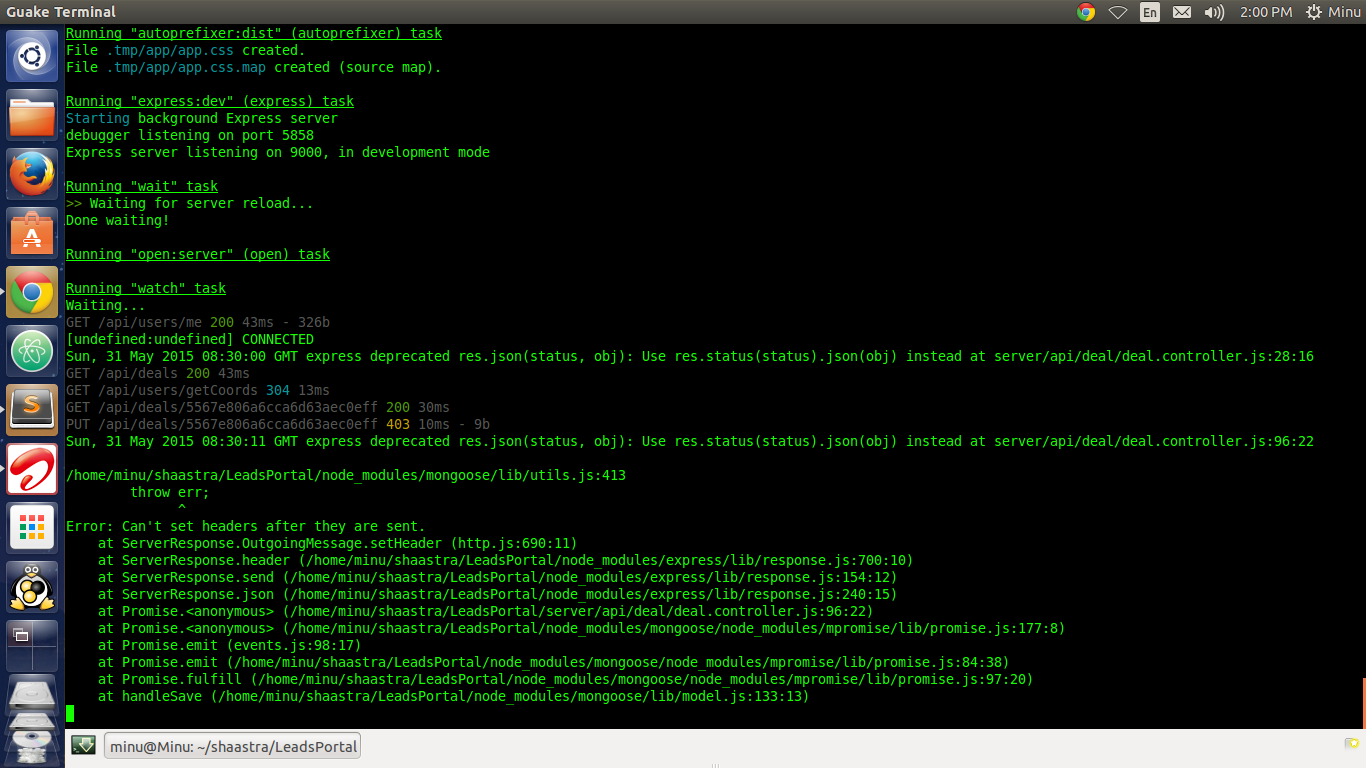 Guake Terminal
En
2:00 PM
Minu
Running "autoprefixer:dist" (autoprefixer) task
File .tmp/app/app.css created.
File .tmp/app/app.css.map created (source map).
Running "express:dev" (express) task
Starting background Express server
debugger listening on port 5858
Express server listening on 9000, in development mode
Running "wait" task
>> Waiting for server reload...
Done waiting!
Running "open:server" (open) task
Running "watch" task
Waiting...
GET /api/users/me 200 43ms - 326b
[undefined:undefined] CONNECTED
Sun, 31 May 2015 08:30:00 GMT express deprecated res.json(status, obj): Use res.status(status).json(obj) instead at server/api/deal/deal.controller.js:28:16
GET /api/deals 200 43ms
GET /api/users/getCoords 304 13ms
GET /api/deals/5567e806a6cca6d63aec0eff 200 30ms
PUT /api/deals/5567e806a6cca6d63aec0eff 403 10ms - 9b
Sun, 31 May 2015 08:30:11 GMT express deprecated res.json(status, obj): Use res.status(status).json(obj) instead at server/api/deal/deal.controller.js:96:22
/home/minu/shaastra/LeadsPortal/node_modules/mongoose/lib/utils.js:413
throw err;
^
Error: Can't set headers after they are sent.
at ServerResponse.OutgoingMessage.setHeader (http.js:690:11)
at ServerResponse.header (/home/minu/shaastra/LeadsPortal/node_modules/express/lib/response.js:700:10)
at ServerResponse.send (/home/minu/shaastra/LeadsPortal/node_modules/express/lib/response.js:154:12)
at ServerResponse.json (/home/minu/shaastra/LeadsPortal/node_modules/express/lib/response.js:240:15)
at Promise.<anonymous> (/home/minu/shaastra/LeadsPortal/server/api/deal/deal.controller.js:96:22)
at Promise.<anonymous> (/home/minu/shaastra/LeadsPortal/node_modules/mongoose/node_modules/mpromise/lib/promise.js:177:8)
at Promise.emit (events.js:98:17)
at Promise.emit (/home/minu/shaastra/LeadsPortal/node_modules/mongoose/node_modules/mpromise/lib/promise.js:84:38)
at Promise.fulfill (/home/minu/shaastra/LeadsPortal/node_modules/mongoose/node_modules/mpromise/lib/promise.js:97:20)
at handleSave (/home/minu/shaastra/LeadsPortal/node_modules/mongoose/lib/model.js:133:13)
minu@Minu: ~/shaastra/LeadsPortal